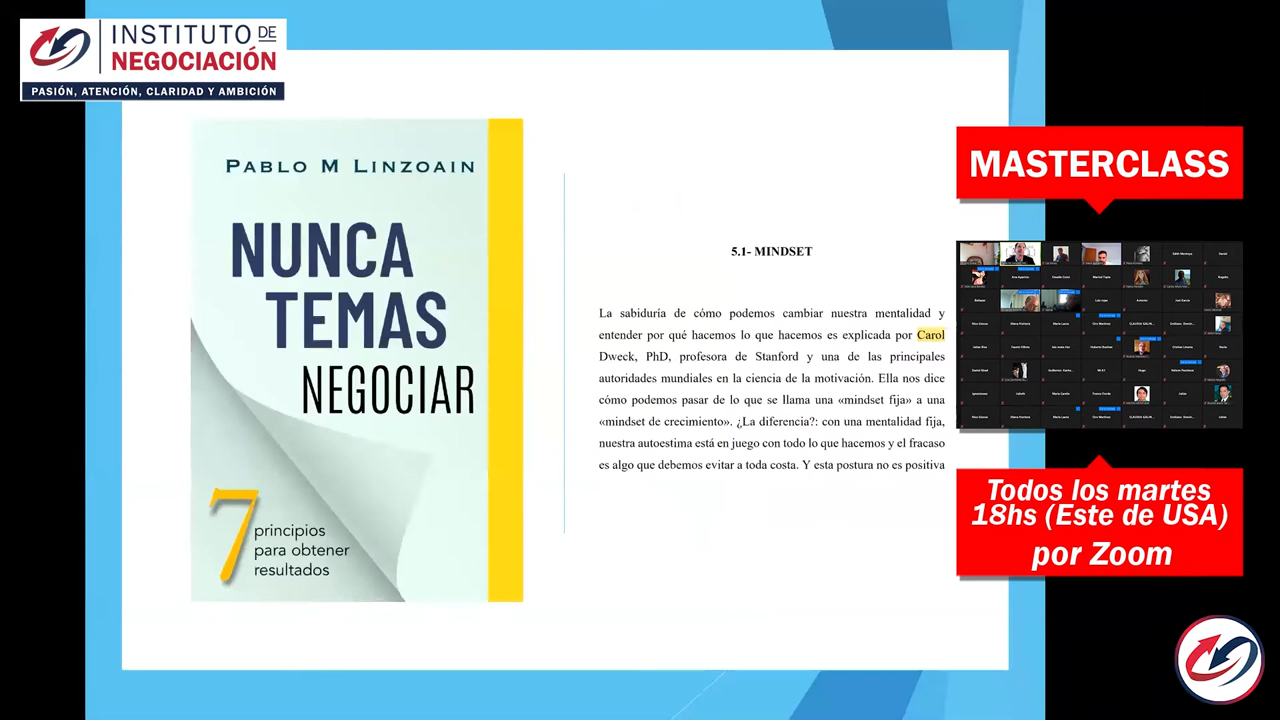 INSTITUTO DE
NEGOCIACIÓN
PASIÓN, ATENCIÓN, CLARIDAD Y AMBICIÓN
PABLO M LINZOAIN
NUNCA
TEMAS
NEGOCIAR
7
principios
para obtener
resultados
5.1- MINDSET
La sabiduría de cómo podemos cambiar nuestra mentalidad y
entender por qué hacemos lo que hacemos es explicada por Carol
Dweck, PhD, profesora de Stanford y una de las principales
autoridades mundiales en la ciencia de la motivación. Ella nos dice
cómo podemos pasar de lo que se llama una «mindset fija» a una
«mindset de crecimiento». ¿La diferencia?: con una mentalidad fija,
nuestra autoestima está en juego con todo lo que hacemos y el fracaso
es algo que debemos evitar a toda costa. Y esta postura no es positiva
MASTERCLASS
Todos los martes
18hs (Este de USA)
por Zoom